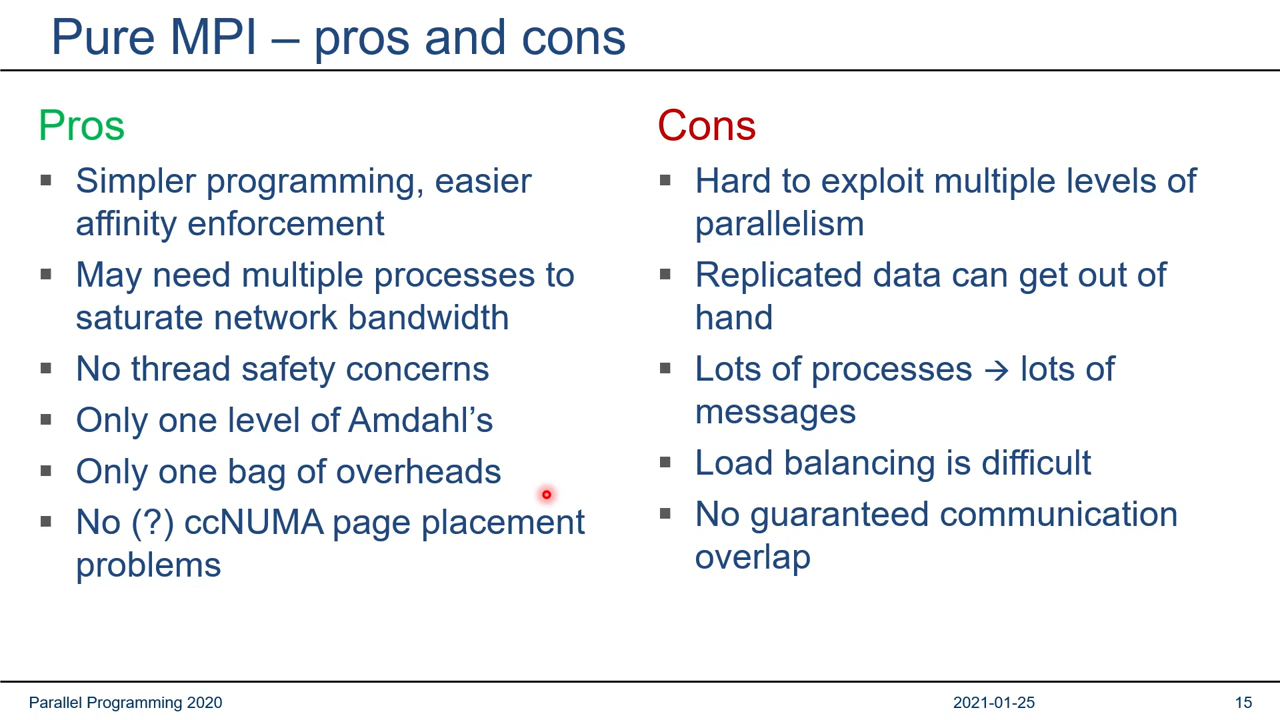 Pure MPI – pros and cons
Pros
▪ Simpler programming, easier
affinity enforcement
▪ May need multiple processes to
saturate network bandwidth
▪ No thread safety concerns
▪ Only one level of Amdahl’s
▪ Only one bag of overheads
▪ No (?) ccNUMA page placement
problems
Cons
▪ Hard to exploit multiple levels of
parallelism
▪ Replicated data can get out of
hand
▪ Lots of processes → lots of
messages
▪ Load balancing is difficult
▪ No guaranteed communication
overlap
Parallel Programming 2020
2021-01-25
15